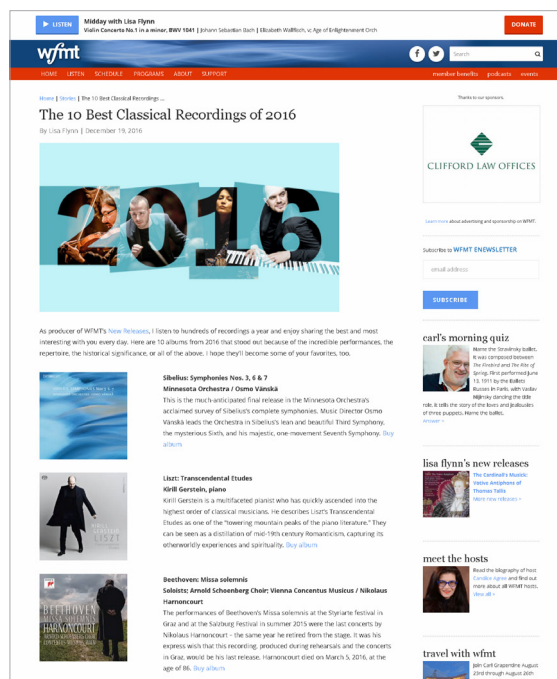 LISTEN
Midday with Lisa Flynn
Violin Concerto No.1 in a minor, BWV 1041 | Johann Sebastian Bach | Elizabeth Wallfisch, v; Age of Enlightenment Orch
DONATE
wfmt
Search
HOME LISTEN SCHEDULE PROGRAMS ABOUT SUPPORT
member benefits podcasts events
Home | Stories | The 10 Best Classical Recordings ...
The 10 Best Classical Recordings of 2016
By Lisa Flynn | December 19, 2016
2016
As producer of WFMT's New Releases, I listen to hundreds of recordings a year and enjoy sharing the best and most
interesting with you every day. Here are 10 albums from 2016 that stood out because of the incredible performances, the
repertoire, the historical significance, or all of the above. I hope they'll become some of your favorites, too.
Sibelius: Symphonies Nos. 3, 6 & 7
Minnesota Orchestra / Osmo Vänskä
This is the much-anticipated final release in the Minnesota Orchestra's
acclaimed survey of Sibelius's complete symphonies. Music Director Osmo
Vänskä leads the Orchestra in Sibelius's lean and beautiful Third Symphony,
the mysterious Sixth, and his majestic, one-movement Seventh Symphony. Buy
album
KIRILL
GERSTEIN
LISZT
Liszt: Transcendental Etudes
Kirill Gerstein, piano
Kirill Gerstein is a multifaceted pianist who has quickly ascended into the
highest order of classical musicians. He describes Liszt's Transcendental
Etudes as one of the "towering mountain peaks of the piano literature." They
can be seen as a distillation of mid-19th century Romanticism, capturing its
otherworldly experiences and spirituality. Buy album
BEETHOVEN
MISSA SOLEMNIS
HARNONCOURT
Beethoven: Missa solemnis
Soloists; Arnold Schoenberg Choir; Vienna Concentus Musicus / Nikolaus
Harnoncourt
The performances of Beethoven's Missa solemnis at the Styriarte festival in
Graz and at the Salzburg Festival in summer 2015 were the last concerts by
Nikolaus Harnoncourt – the same year he retired from the stage. It was his
express wish that this recording, produced during rehearsals and the concerts
in Graz, would be his last release. Harnoncourt died on March 5, 2016, at the
age of 86. Buy album
Thanks to our sponsors:
CLIFFORD LAW OFFICES
Learn more about advertising and sponsorship on WFMT.
Subscribe to WFMT ENEWSLETTER
email address
SUBSCRIBE
carl's morning quiz
Name the Stravinsky ballet.
It was composed between
The Firebird and The Rite of
Spring. First performed June
13, 1911 by the Ballets
Russes in Paris with Vaslav
Nijinsky dancing the title
role. It tells the story of the loves and jealousies
of three puppets. Name the ballet.
Answer >
lisa flynn's new releases
The Cardinall's Musick:
Votive Antiphons of
Thomas Tallis
More new releases >
meet the hosts
Read the biography of host
Candice Agree and find out
more about all WFMT hosts.
View all >
travel with wfmt
Join Carl Grapentine August
23rd through August 26th